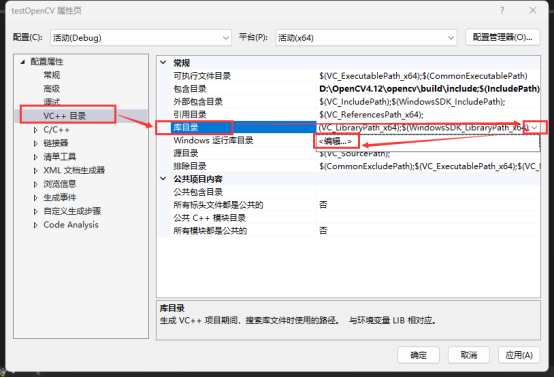 testOpenCV 属性页
配置(C): 活动(Debug) 平台(P): 活动(x64) 配置管理器(O)...
配置属性
常规
高级
调试
VC++ 目录
C/C++
链接器
清单工具
XML 文档生成器
浏览信息
生成事件
自定义生成步骤
Code Analysis
常规
可执行文件目录 $(VC_ExecutablePath_x64);$(CommonExecutablePath)
包含目录 D:\OpenCV4.12\opencv\build\include;$(IncludePath)
外部包含目录 $(VC_IncludePath);$(WindowsSDK_IncludePath);
引用目录 $(VC_ReferencesPath_x64);
库目录 (VC_LibraryPath_x64);$(WindowsSDK_LibraryPath_x64)
Windows 运行库目录 <编辑...>
源目录 $(VC_SourcePath);
排除目录 $(CommonExcludePath);$(VC_ExecutablePath_x64);$(VC_
公共项目内容
公共包含目录
所有标头文件都是公共的 否
公共 C++ 模块目录
所有模块都是公共的 否
库目录
生成 VC++ 项目期间，搜索库文件时使用的路径。 与环境变量 LIB 相对应。
确定 取消 应用(A)